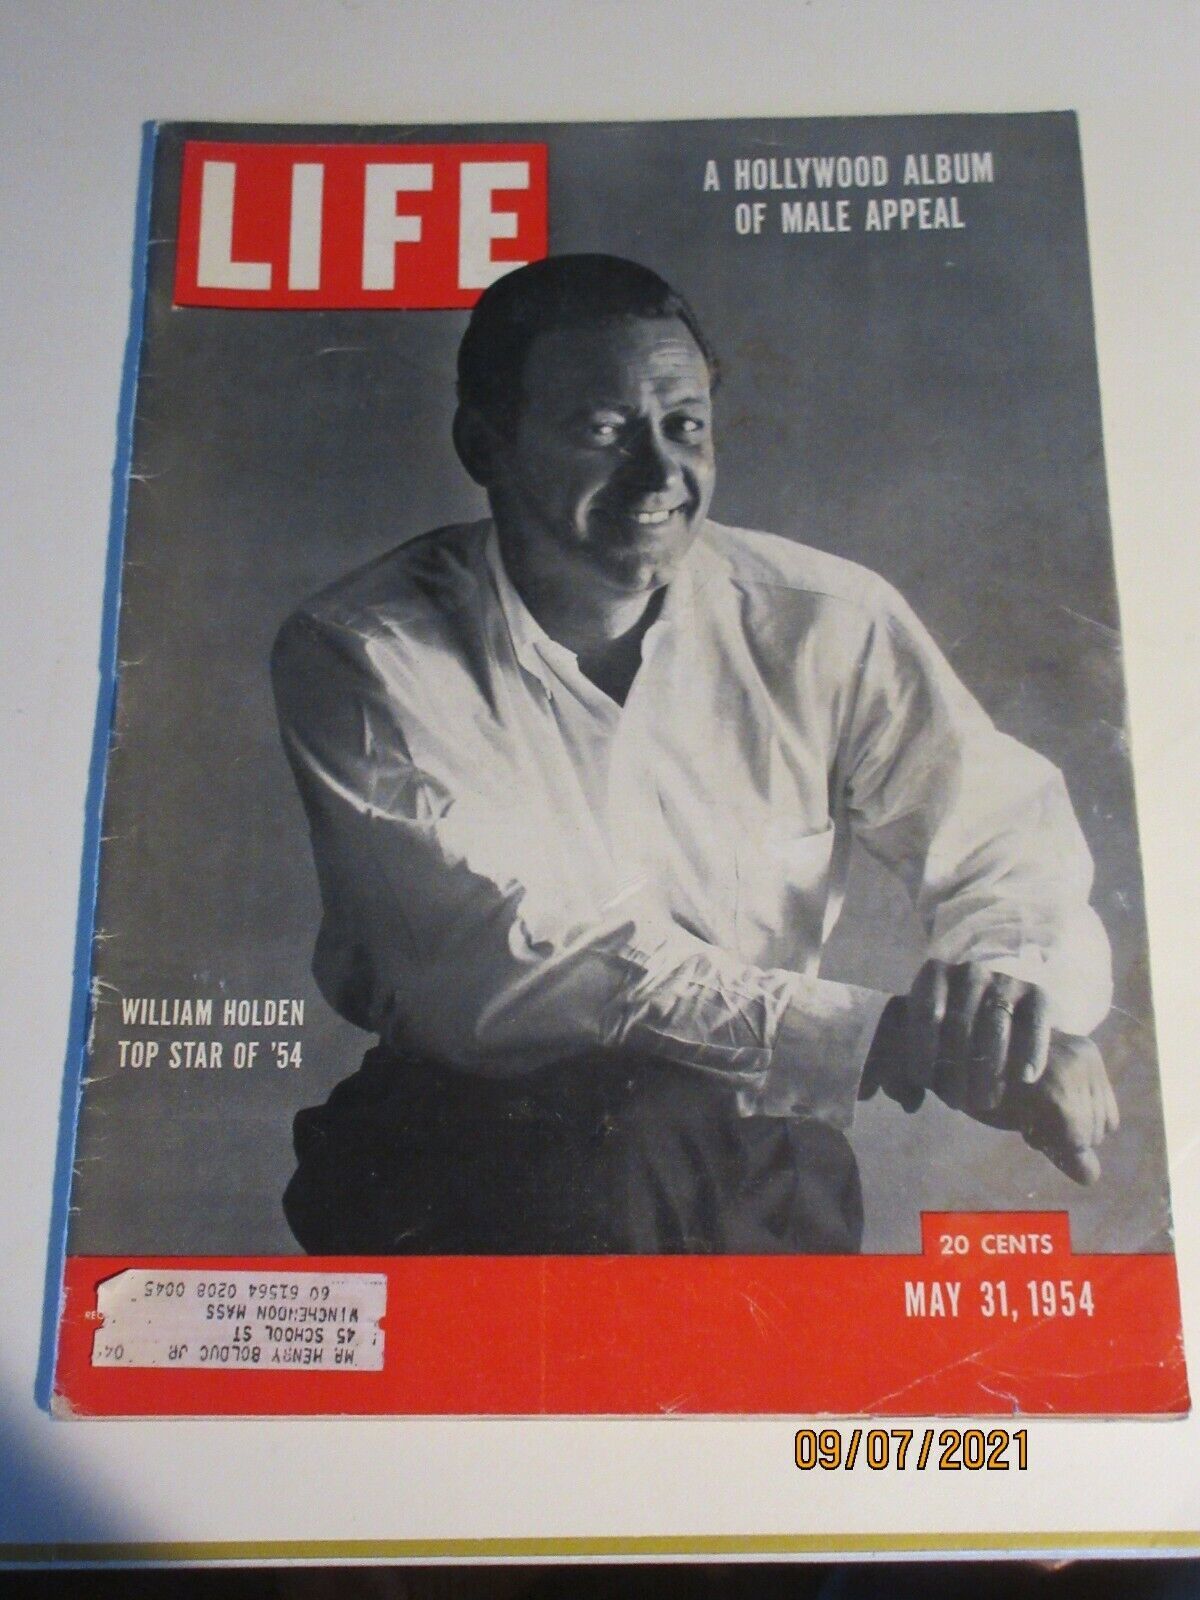 LIFE
A HOLLYWOOD ALBUM
OF MALE APPEAL
WILLIAM HOLDEN
TOP STAR OF '54
20 CENTS
MAY 31, 1954
MR HENRY BOLDUC JR 04
45 SCHOOL ST
WINCHENDON MASS
60 61564 0208 0045
09/07/2021